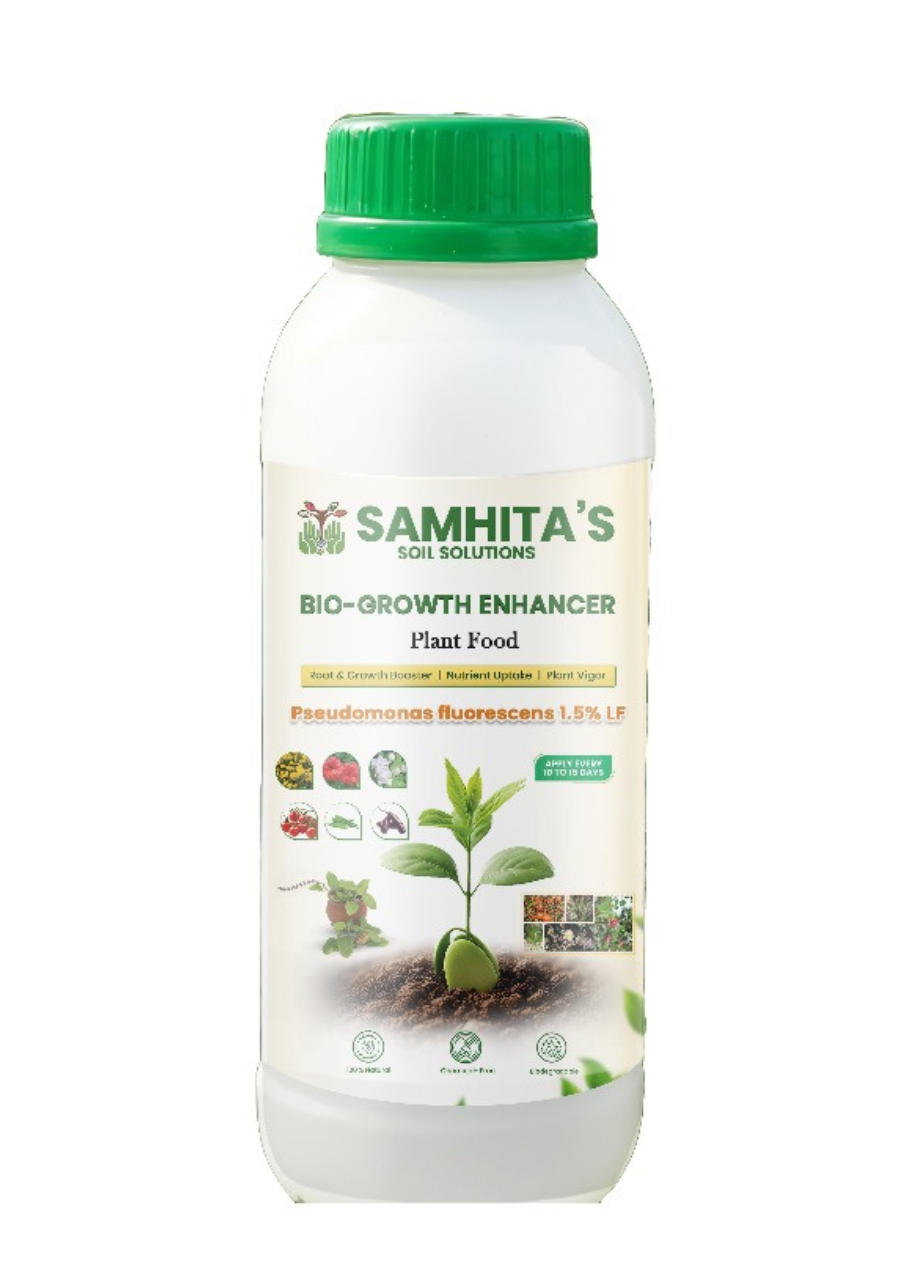 SAMHITA'S
SOIL SOLUTIONS
BIO-GROWTH ENHANCER
Plant Food
Root & Growth Booster | Nutrient Uptake | Plant Vigor
Pseudomonas fluorescens 1.5% LF
APPLY EVERY
10 TO 15 DAYS
100% Natural
Chemical Free
Biodegradable